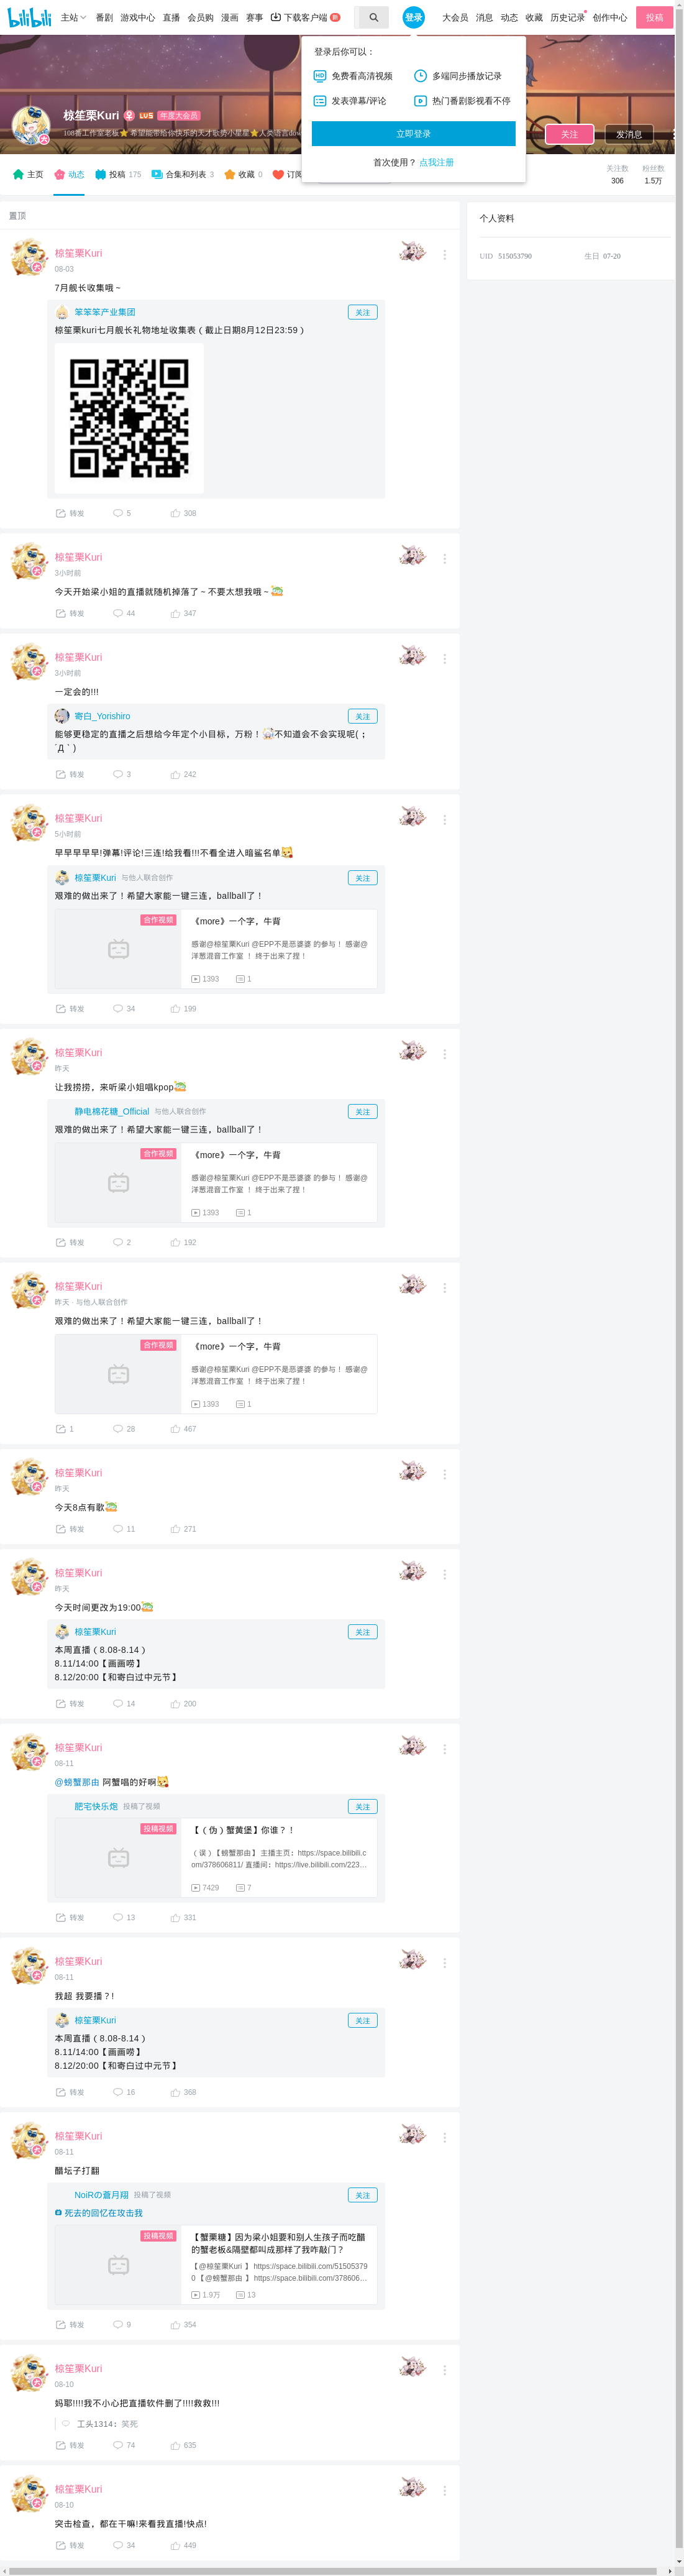 bilibili 主站 番剧 游戏中心 直播 会员购 漫画 赛事 下载客户端 新 登录 大会员 消息 动态 收藏 历史记录 创作中心 投稿
登录后你可以：
免费看高清视频 多端同步播放记录
发表弹幕/评论 热门番剧影视看不停
立即登录
首次使用？ 点我注册
椋笙栗Kuri LV5 年度大会员
108番工作室老板⭐ 希望能带给你快乐的天才歌势小星星⭐人类语言dow
关注 发消息
主页 动态 投稿 175 合集和列表 3 收藏 0 订阅
关注数 粉丝数
306 1.5万
置顶
个人资料
UID 515053790 生日 07-20
椋笙栗Kuri
08-03
7月舰长收集哦～
笨笨笨产业集团 关注
椋笙栗kuri七月舰长礼物地址收集表（截止日期8月12日23:59）
转发 5 308
椋笙栗Kuri
3小时前
今天开始梁小姐的直播就随机掉落了～不要太想我哦～
转发 44 347
椋笙栗Kuri
3小时前
一定会的!!!
寄白_Yorishiro 关注
能够更稳定的直播之后想给今年定个小目标，万粉！不知道会不会实现呢(；
´Д｀)
转发 3 242
椋笙栗Kuri
5小时前
早早早早早!弹幕!评论!三连!给我看!!!不看全进入暗鲨名单
椋笙栗Kuri 与他人联合创作 关注
艰难的做出来了！希望大家能一键三连，ballball了！
合作视频 《more》一个字，牛背
感谢@椋笙栗Kuri @EPP不是恶婆婆 的参与！ 感谢@
洋葱混音工作室 ！ 终于出来了捏！
1393 1
转发 34 199
椋笙栗Kuri
昨天
让我捞捞，来听梁小姐唱kpop
静电棉花糖_Official 与他人联合创作 关注
艰难的做出来了！希望大家能一键三连，ballball了！
合作视频 《more》一个字，牛背
感谢@椋笙栗Kuri @EPP不是恶婆婆 的参与！ 感谢@
洋葱混音工作室 ！ 终于出来了捏！
1393 1
转发 2 192
椋笙栗Kuri
昨天 · 与他人联合创作
艰难的做出来了！希望大家能一键三连，ballball了！
合作视频 《more》一个字，牛背
感谢@椋笙栗Kuri @EPP不是恶婆婆 的参与！ 感谢@
洋葱混音工作室 ！ 终于出来了捏！
1393 1
1 28 467
椋笙栗Kuri
昨天
今天8点有歌
转发 11 271
椋笙栗Kuri
昨天
今天时间更改为19:00
椋笙栗Kuri 关注
本周直播（8.08-8.14）
8.11/14:00【画画唠】
8.12/20:00【和寄白过中元节】
转发 14 200
椋笙栗Kuri
08-11
@螃蟹那由 阿蟹唱的好啊
肥宅快乐炮 投稿了视频 关注
投稿视频 【（伪）蟹黄堡】你谁？！
（误）【螃蟹那由】主播主页：https://space.bilibili.c
om/378606811/ 直播间：https://live.bilibili.com/223...
7429 7
转发 13 331
椋笙栗Kuri
08-11
我超 我要播？!
椋笙栗Kuri 关注
本周直播（8.08-8.14）
8.11/14:00【画画唠】
8.12/20:00【和寄白过中元节】
转发 16 368
椋笙栗Kuri
08-11
醋坛子打翻
NoiRの蒼月翔 投稿了视频 关注
死去的回忆在攻击我
投稿视频 【蟹栗糖】因为梁小姐要和别人生孩子而吃醋
的蟹老板&隔壁都叫成那样了我咋敲门？
【@椋笙栗Kuri 】 https://space.bilibili.com/51505379
0 【@螃蟹那由 】 https://space.bilibili.com/378606...
1.9万 13
转发 9 354
椋笙栗Kuri
08-10
妈耶!!!!我不小心把直播软件删了!!!!救救!!!
工头1314：笑死
转发 74 635
椋笙栗Kuri
08-10
突击检查，都在干嘛!来看我直播!快点!
转发 34 449